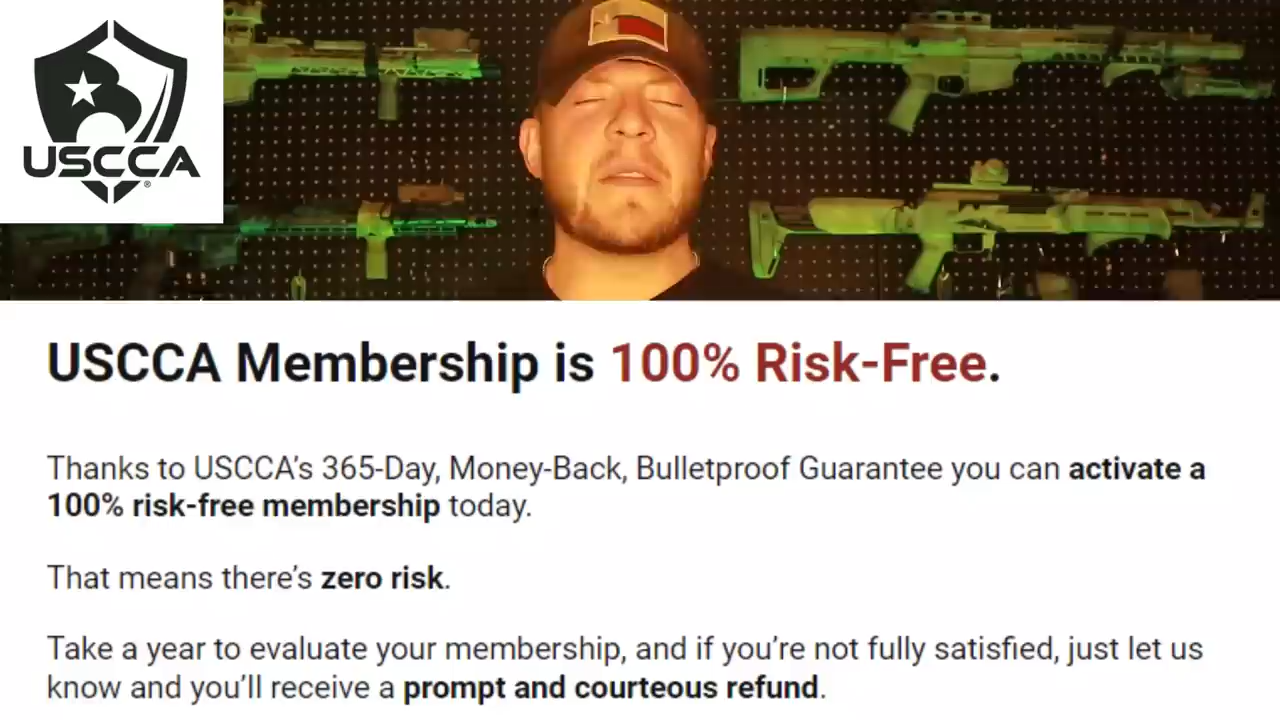 USCCA
USCCA Membership is 100% Risk-Free.
Thanks to USCCA’s 365-Day, Money-Back, Bulletproof Guarantee you can activate a
100% risk-free membership today.
That means there’s zero risk.
Take a year to evaluate your membership, and if you’re not fully satisfied, just let us
know and you’ll receive a prompt and courteous refund.